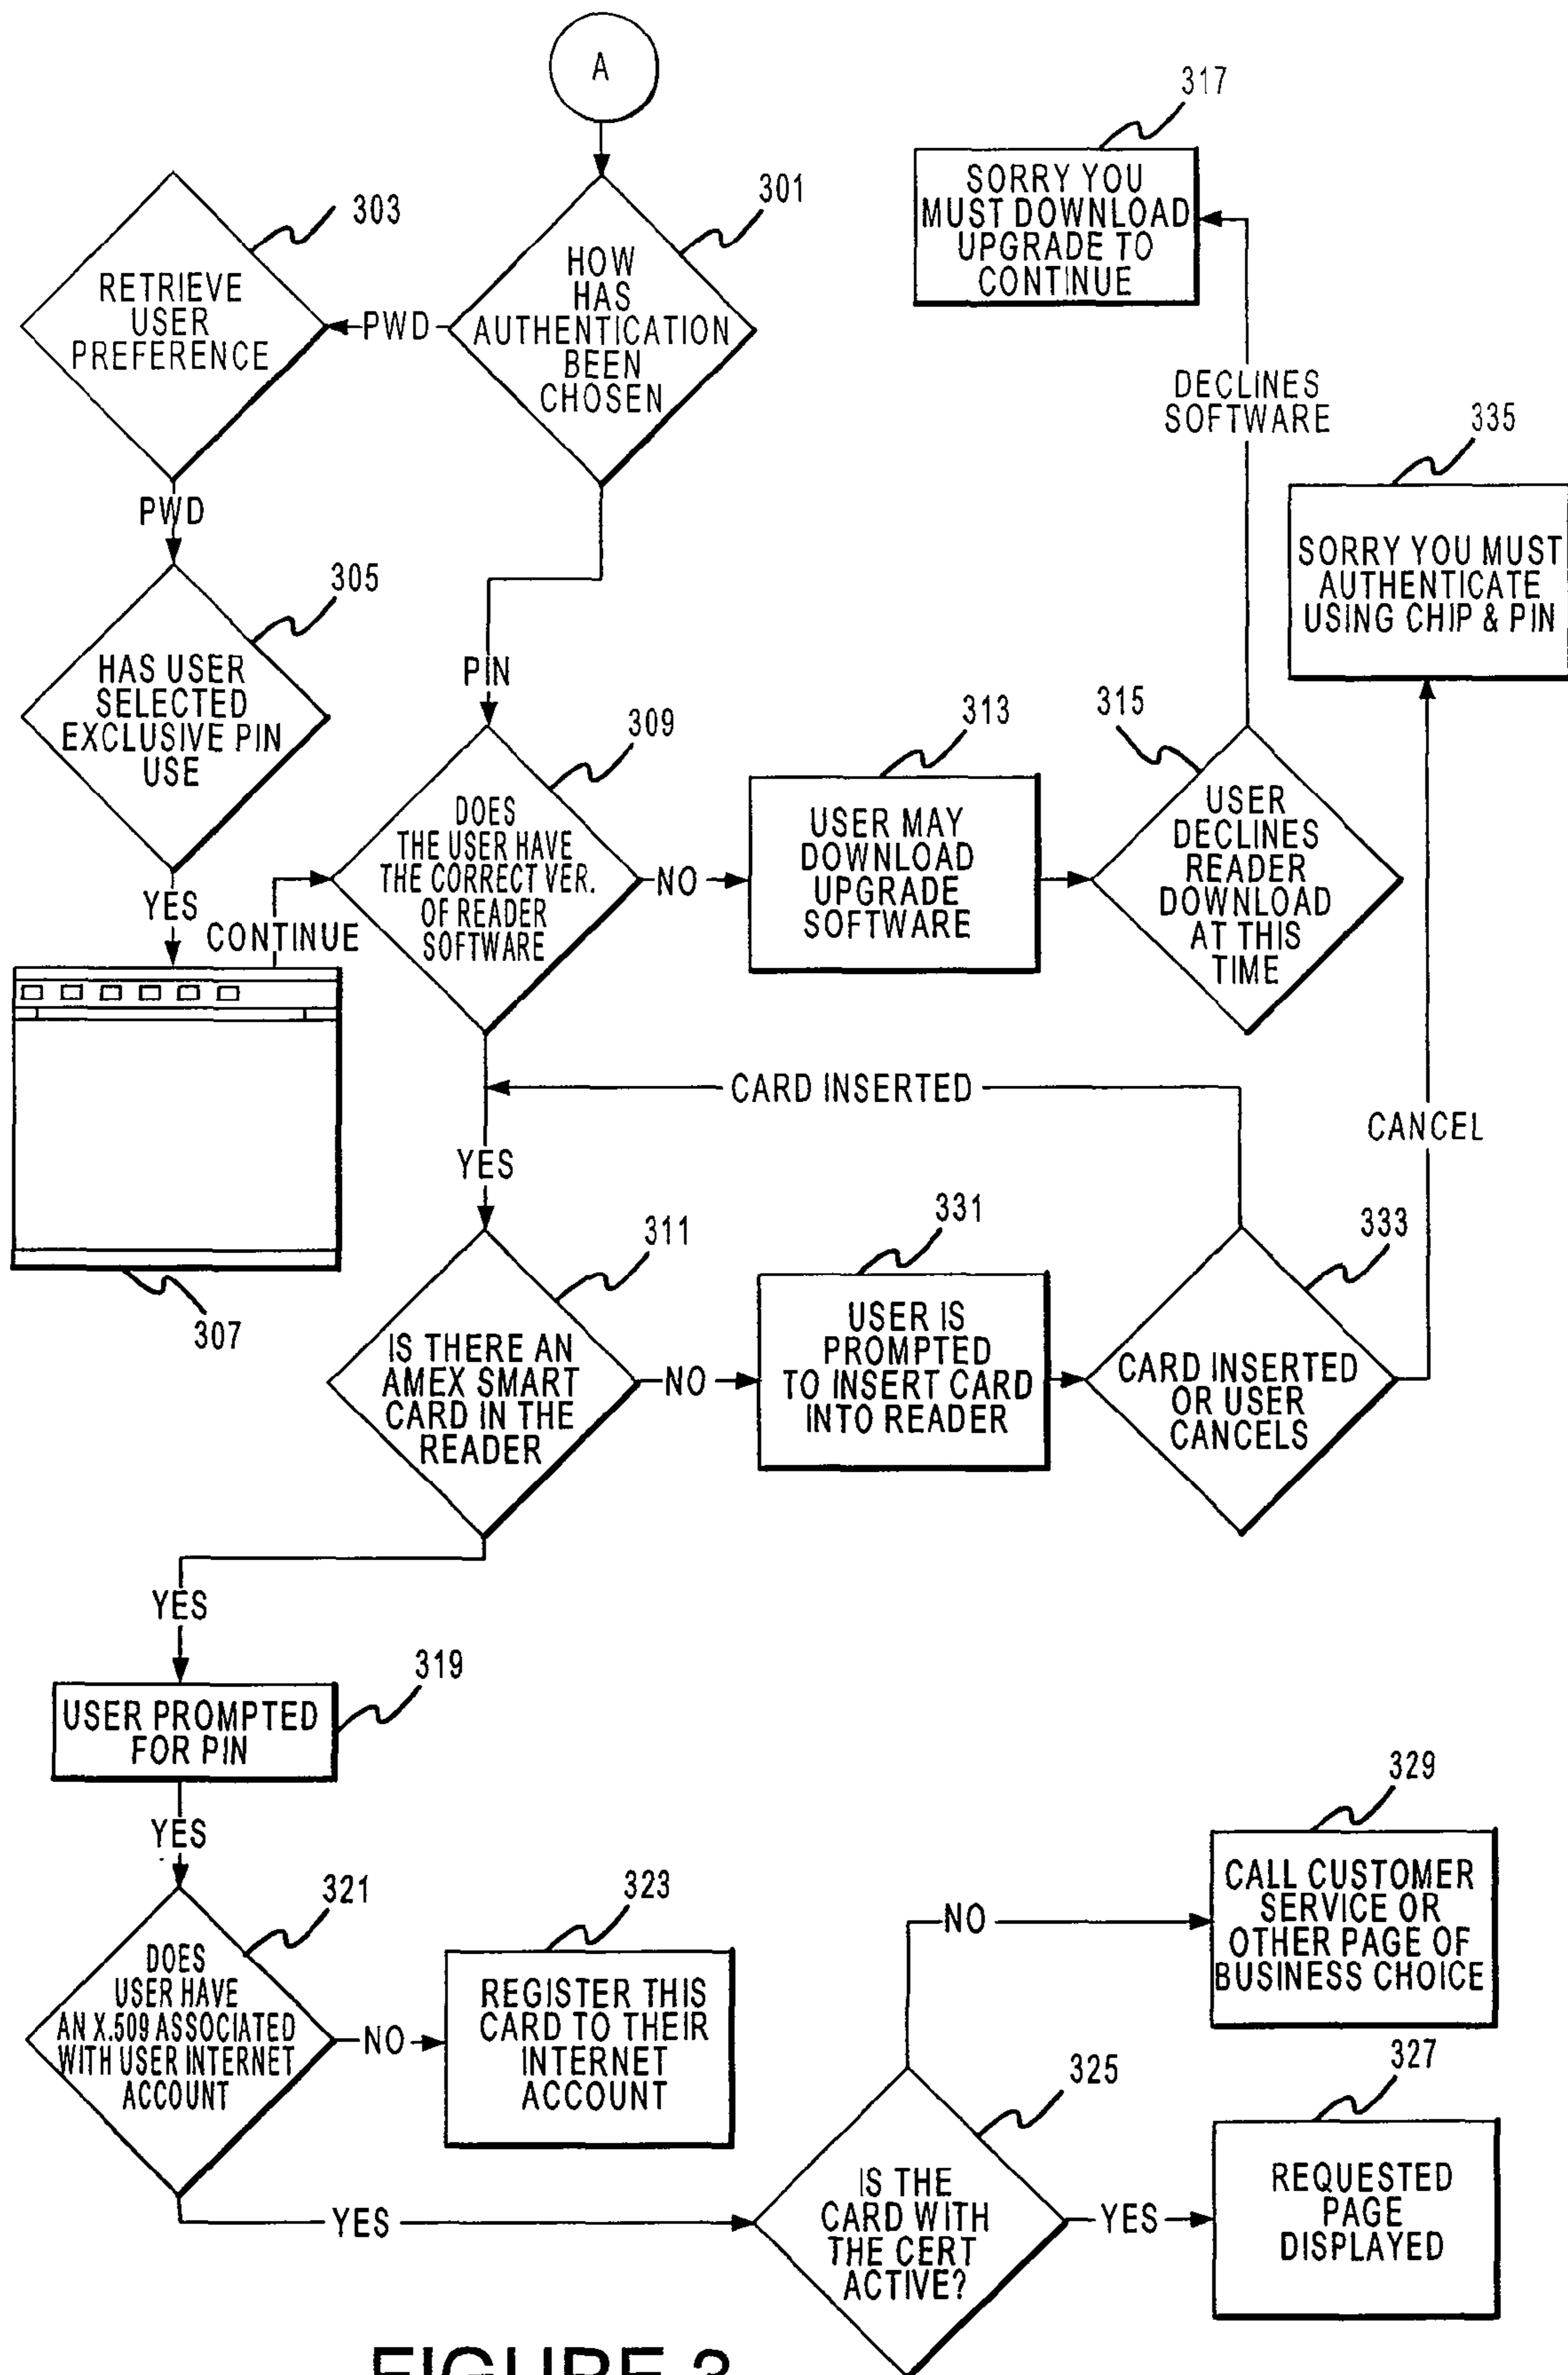 A
317
SORRY YOU
MUST DOWNLOAD
UPGRADE TO
CONTINUE
303
RETRIEVE
USER
PREFERENCE
PWD
301
HOW
HAS
AUTHENTICATION
BEEN
CHOSEN
DECLINES
SOFTWARE
335
SORRY YOU MUST
AUTHENTICATE
USING CHIP & PIN
PWD
305
HAS USER
SELECTED
EXCLUSIVE PIN
USE
PIN
309
DOES
THE USER HAVE
THE CORRECT VER.
OF READER
SOFTWARE
NO
313
USER MAY
DOWNLOAD
UPGRADE
SOFTWARE
315
USER
DECLINES
READER
DOWNLOAD
AT THIS
TIME
YES
CONTINUE
307
CARD INSERTED
CANCEL
YES
311
IS THERE AN
AMEX SMART
CARD IN THE
READER
NO
331
USER IS
PROMPTED
TO INSERT CARD
INTO READER
333
CARD INSERTED
OR USER
CANCELS
YES
319
USER PROMPTED
FOR PIN
YES
321
DOES
USER HAVE
AN X.509 ASSOCIATED
WITH USER INTERNET
ACCOUNT
NO
323
REGISTER THIS
CARD TO THEIR
INTERNET
ACCOUNT
NO
329
CALL CUSTOMER
SERVICE OR
OTHER PAGE OF
BUSINESS CHOICE
YES
325
IS THE
CARD WITH
THE CERT
ACTIVE?
YES
327
REQUESTED
PAGE
DISPLAYED
FIGURE 3